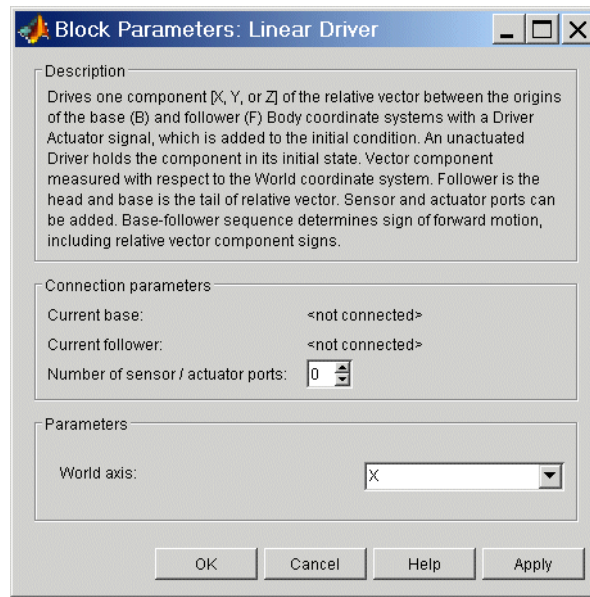 Block Parameters: Linear Driver
Description
Drives one component [X, Y, or Z] of the relative vector between the origins
of the base (B) and follower (F) Body coordinate systems with a Driver
Actuator signal, which is added to the initial condition. An unactuated
Driver holds the component in its initial state. Vector component
measured with respect to the World coordinate system. Follower is the
head and base is the tail of relative vector. Sensor and actuator ports can
be added. Base-follower sequence determines sign of forward motion,
including relative vector component signs.
Connection parameters
Current base: <not connected>
Current follower: <not connected>
Number of sensor / actuator ports: 0
Parameters
World axis: X
OK Cancel Help Apply